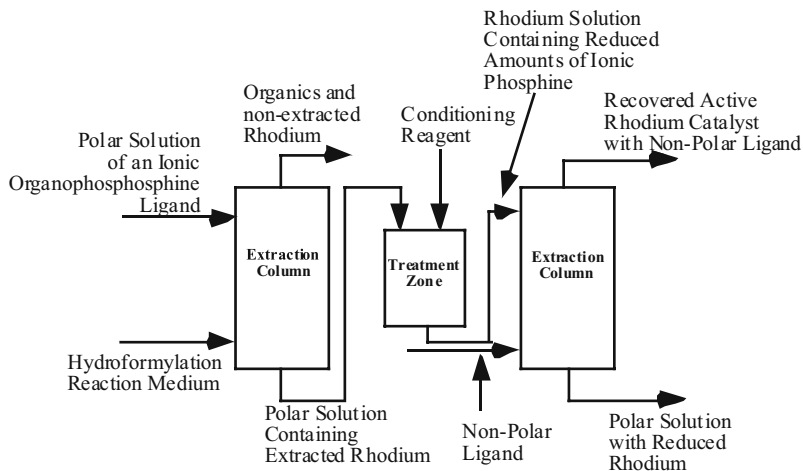 Rhodium Solution
Containing Reduced
Amounts of Ionic
Phosphine
Organics and
non-extracted
Rhodium
Conditioning
Reagent
Recovered Active
Rhodium Catalyst
with Non-Polar Ligand
Polar Solution
of an Ionic
Organophosphosphine
Ligand
Extraction
Column
Treatment
Zone
Extraction
Column
Hydroformylation
Reaction Medium
Polar Solution
Containing
Extracted Rhodium
Non-Polar
Ligand
Polar Solution
with Reduced
Rhodium